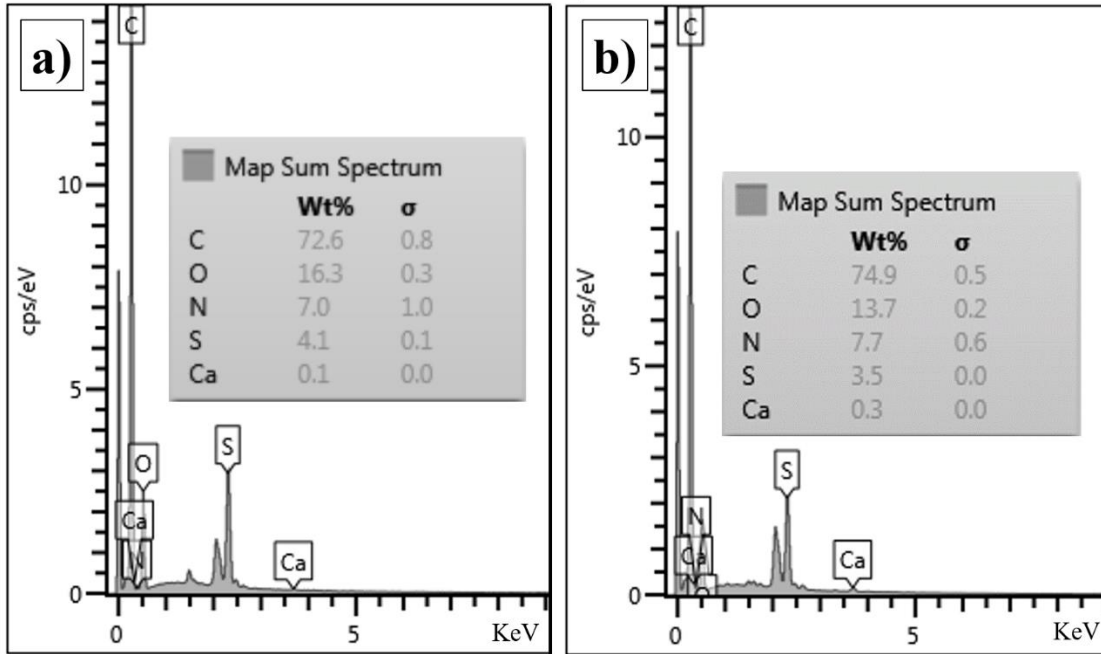 a)
C
10
5
0
cps/eV
Map Sum Spectrum
Wt% σ
C 72.6 0.8
O 16.3 0.3
N 7.0 1.0
S 4.1 0.1
Ca 0.1 0.0
O
S
Ca
N
Ca
0 5 KeV
b)
C
10
5
0
cps/eV
Map Sum Spectrum
Wt% σ
C 74.9 0.5
O 13.7 0.2
N 7.7 0.6
S 3.5 0.0
Ca 0.3 0.0
S
N
Ca
Ca
O
0 5 KeV